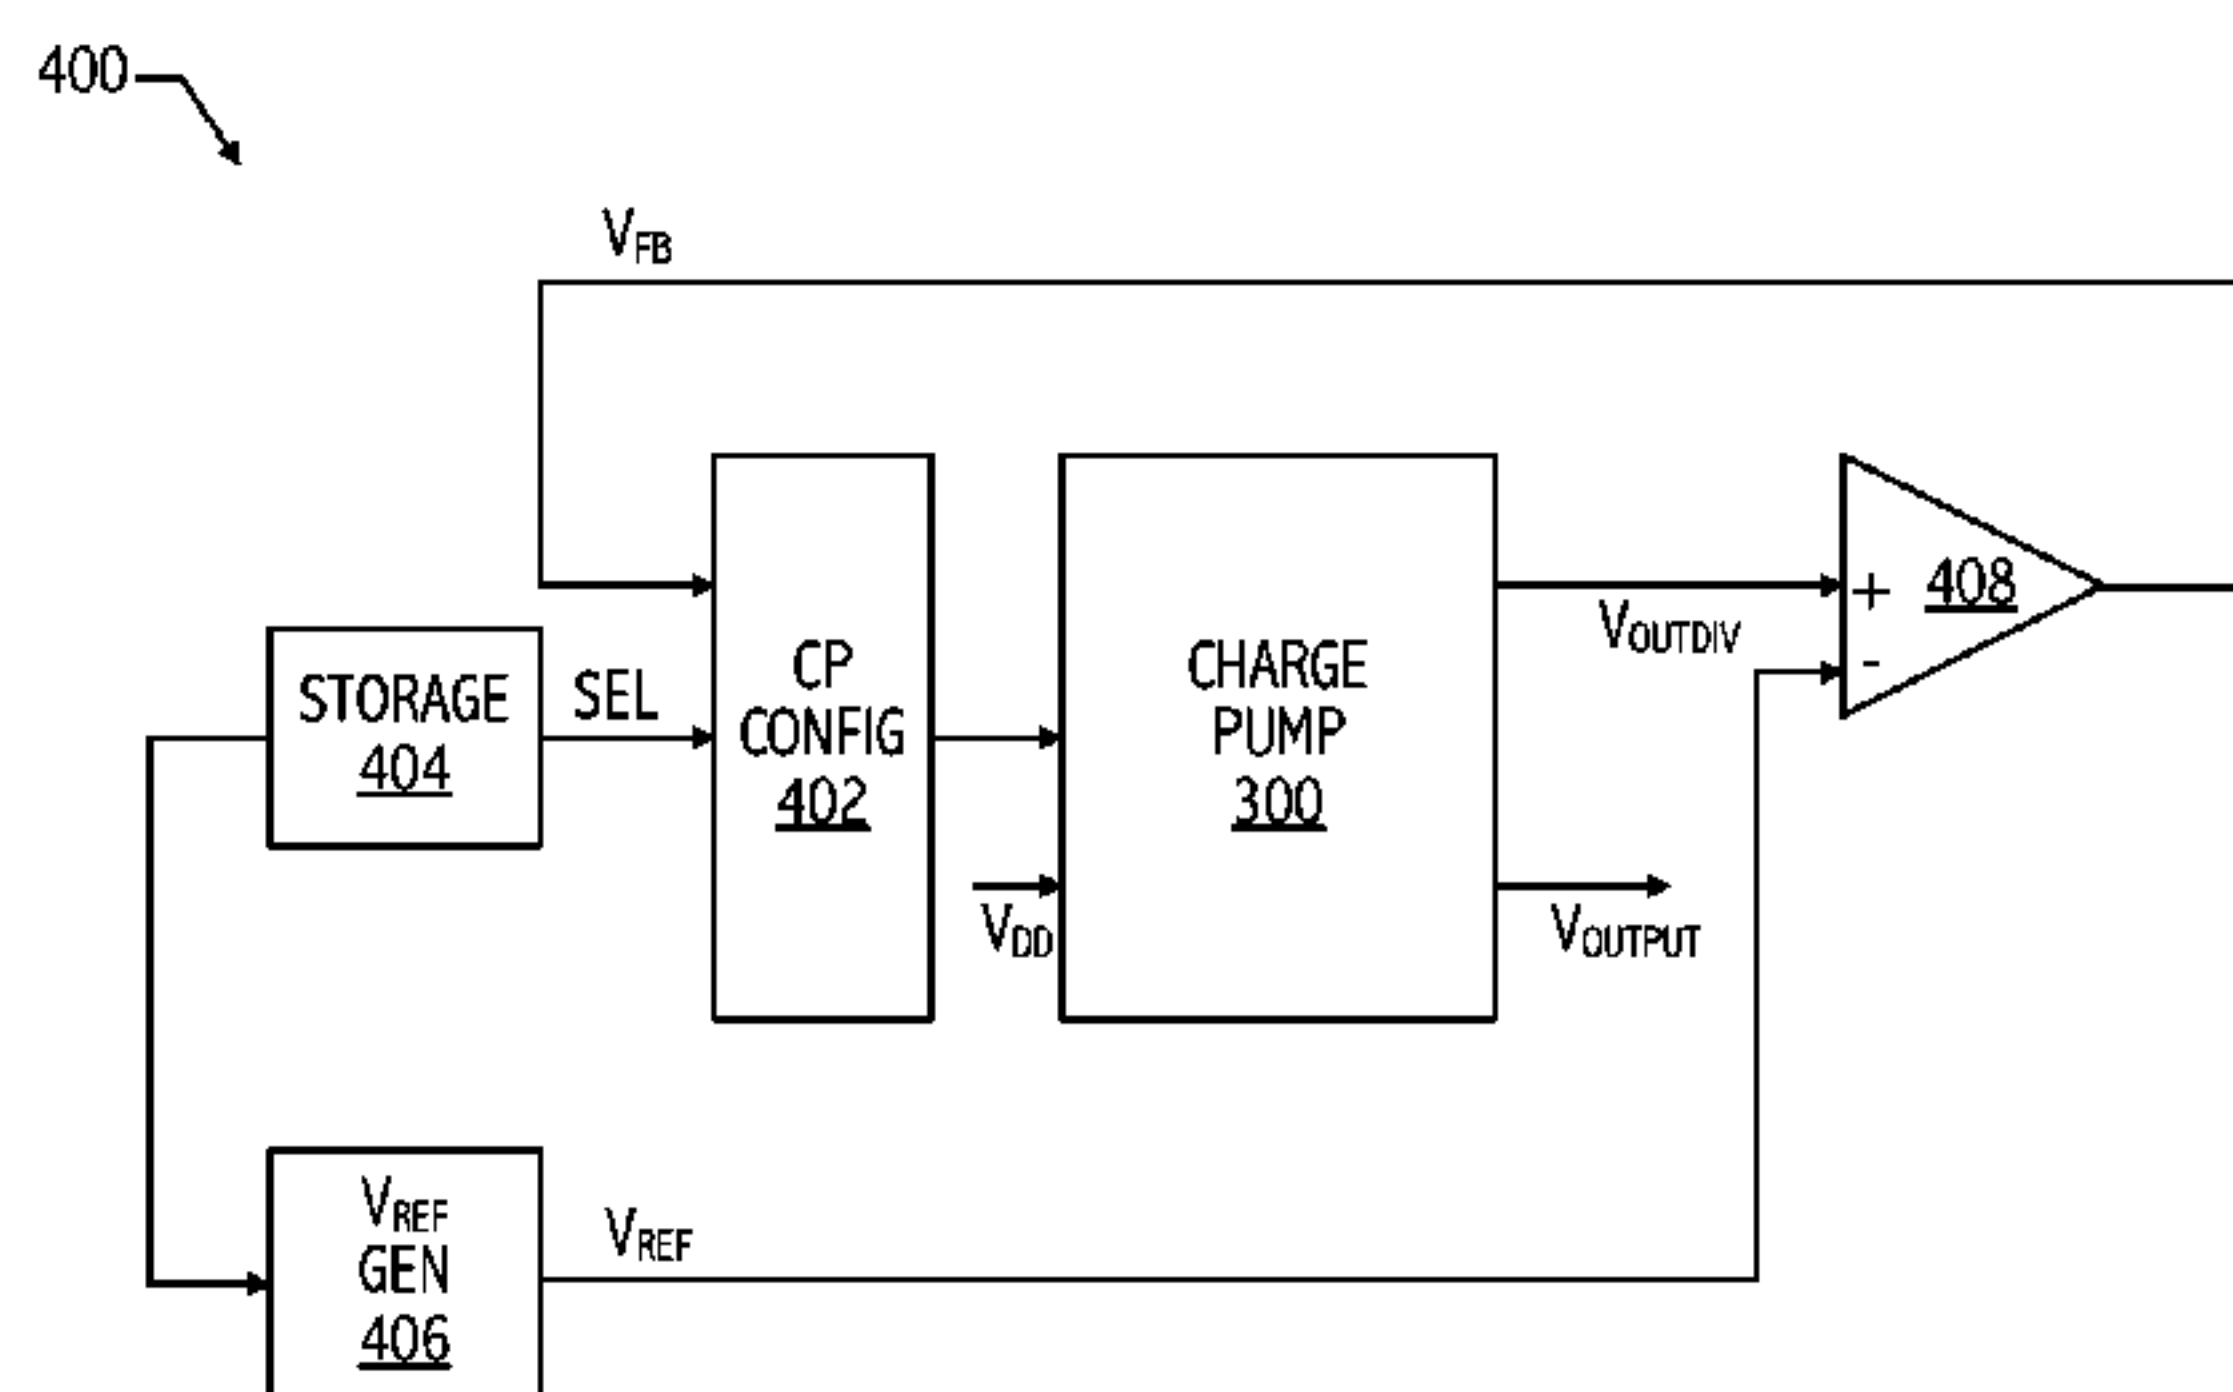 400
VFB
STORAGE
404
SEL
CP
CONFIG
402
CHARGE
PUMP
300
VDD
VOUTDIV
VOUTPUT
+
-
408
VREF
GEN
406
VREF